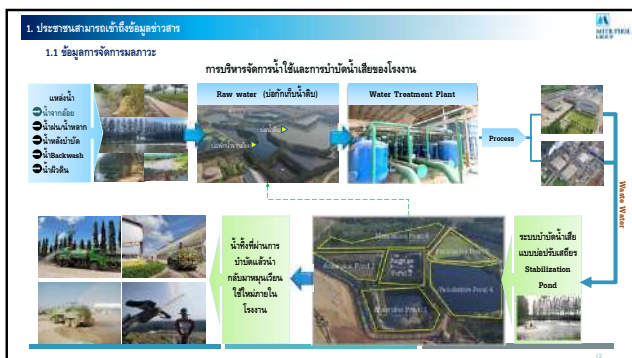 1. ประชาชนสามารถเข้าถึงข้อมูลข่าวสาร
MITR PHOL
GROUP
1.1 ข้อมูลการจัดการมลภาวะ
การบริหารจัดการน้ำใช้และการบำบัดน้ำเสียของโรงงาน
แหล่งน้ำ
น้ำจากอ้อย
น้ำฝน/น้ำหลาก
น้ำหลังบำบัด
น้ำBackwash
น้ำผิวดิน
Raw water (บ่อกักเก็บน้ำดิบ)
Water Treatment Plant
Process
Waste Water
ระบบบำบัดน้ำเสีย
แบบบ่อปรับเสถียร
Stabilization
Pond
น้ำทิ้งที่ผ่านการ
บำบัดแล้วนำ
กลับมาหมุนเวียน
ใช้ใหม่ภายใน
โรงงาน